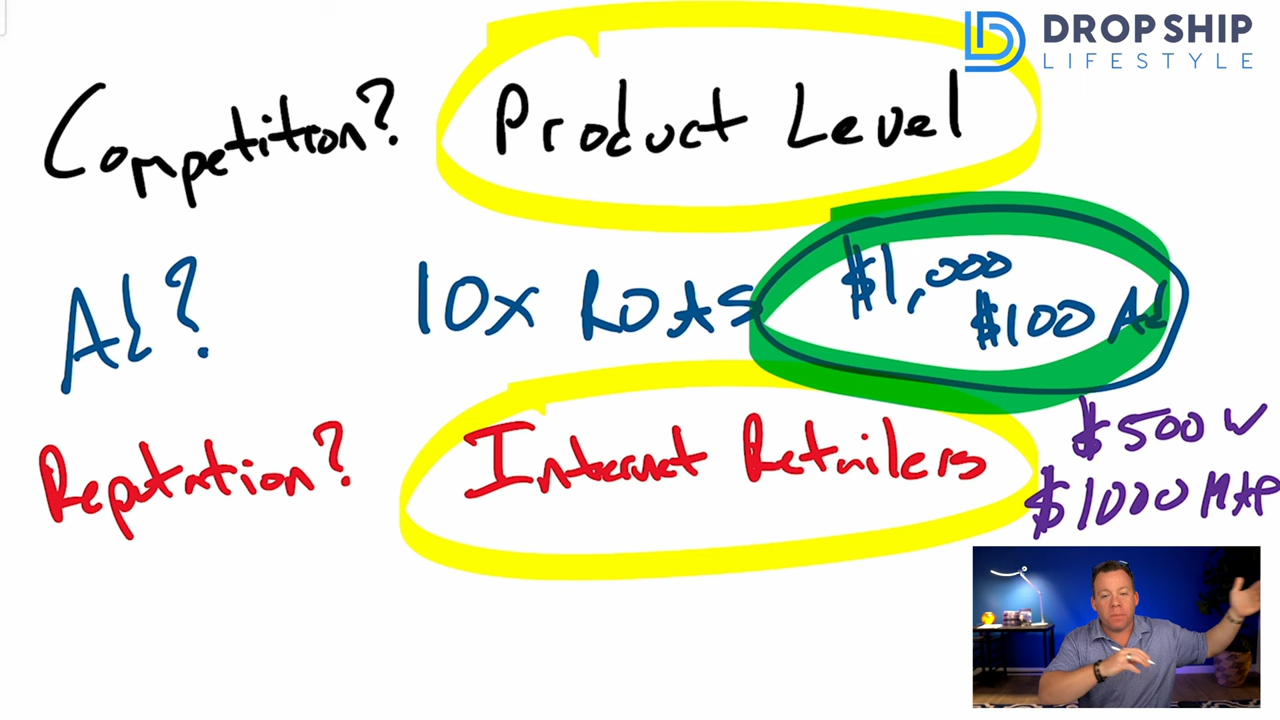 DROP SHIP
LIFESTYLE
Competition? Product Level
Ad? 10x ROAS $1,000
$100 Ad
Reputation? Internet Retailers
$500 W
$1000 MAP